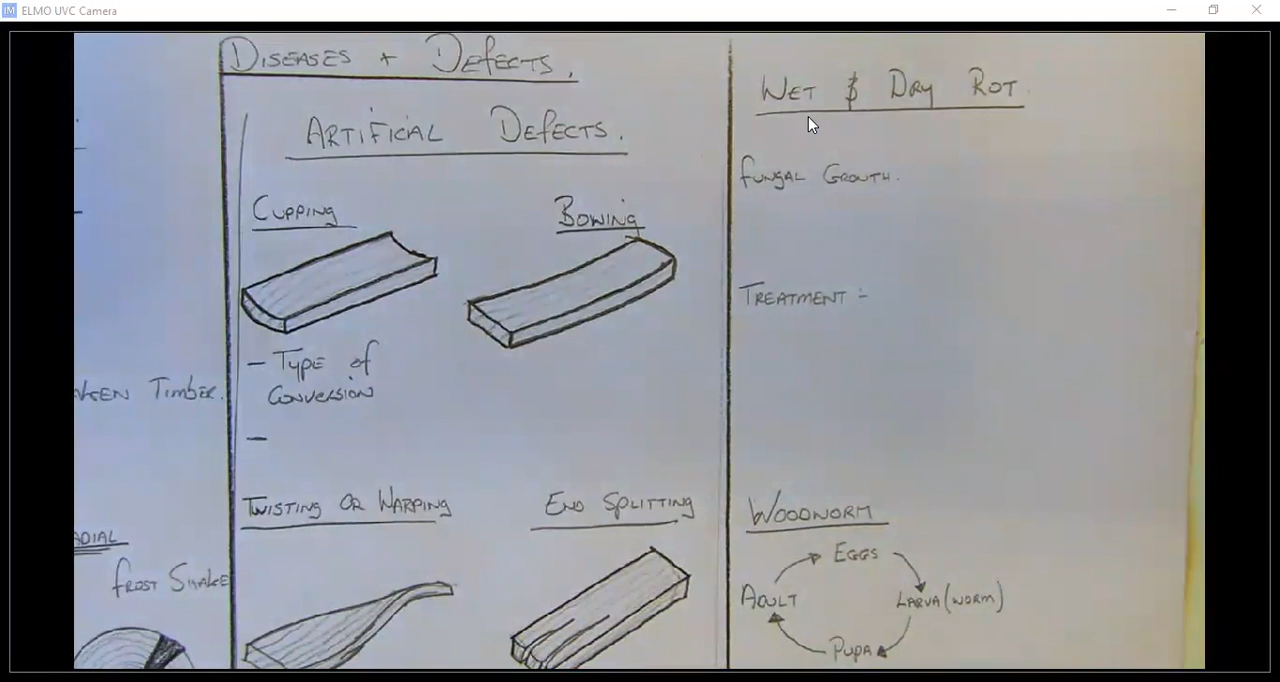 ELMO UVC Camera
DISEASES + DEFECTS.
ARTIFICIAL DEFECTS.
CUPPING
BOWING
- TYPE OF
CONVERSION
-
TWISTING OR WARPING
END SPLITTING
TIMBER.
FROST SHAKE
WET & DRY ROT
FUNGAL GROWTH.
TREATMENT :-
WOODWORM
EGGS
LARVA (WORM)
PUPA
ADULT